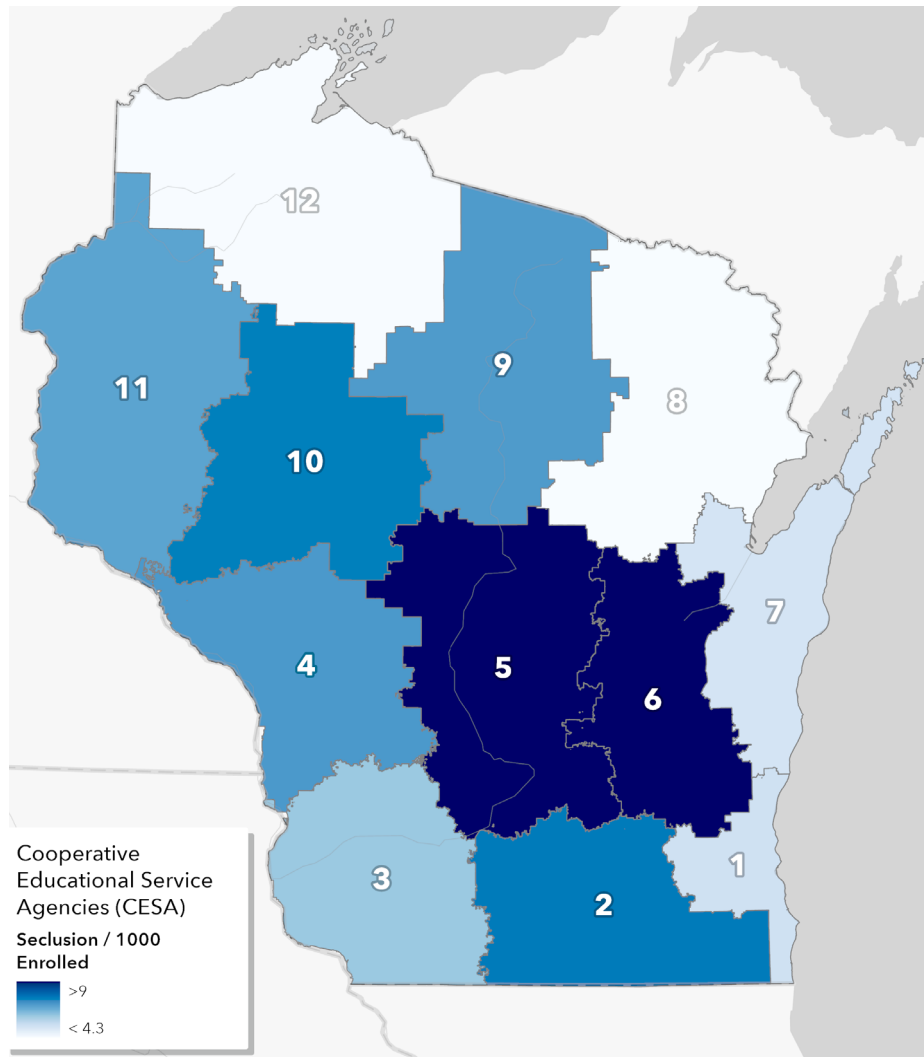 12
9
11
8
10
7
4
5
6
1
3
2
Cooperative
Educational Service
Agencies (CESA)
Seclusion / 1000
Enrolled
>9
< 4.3